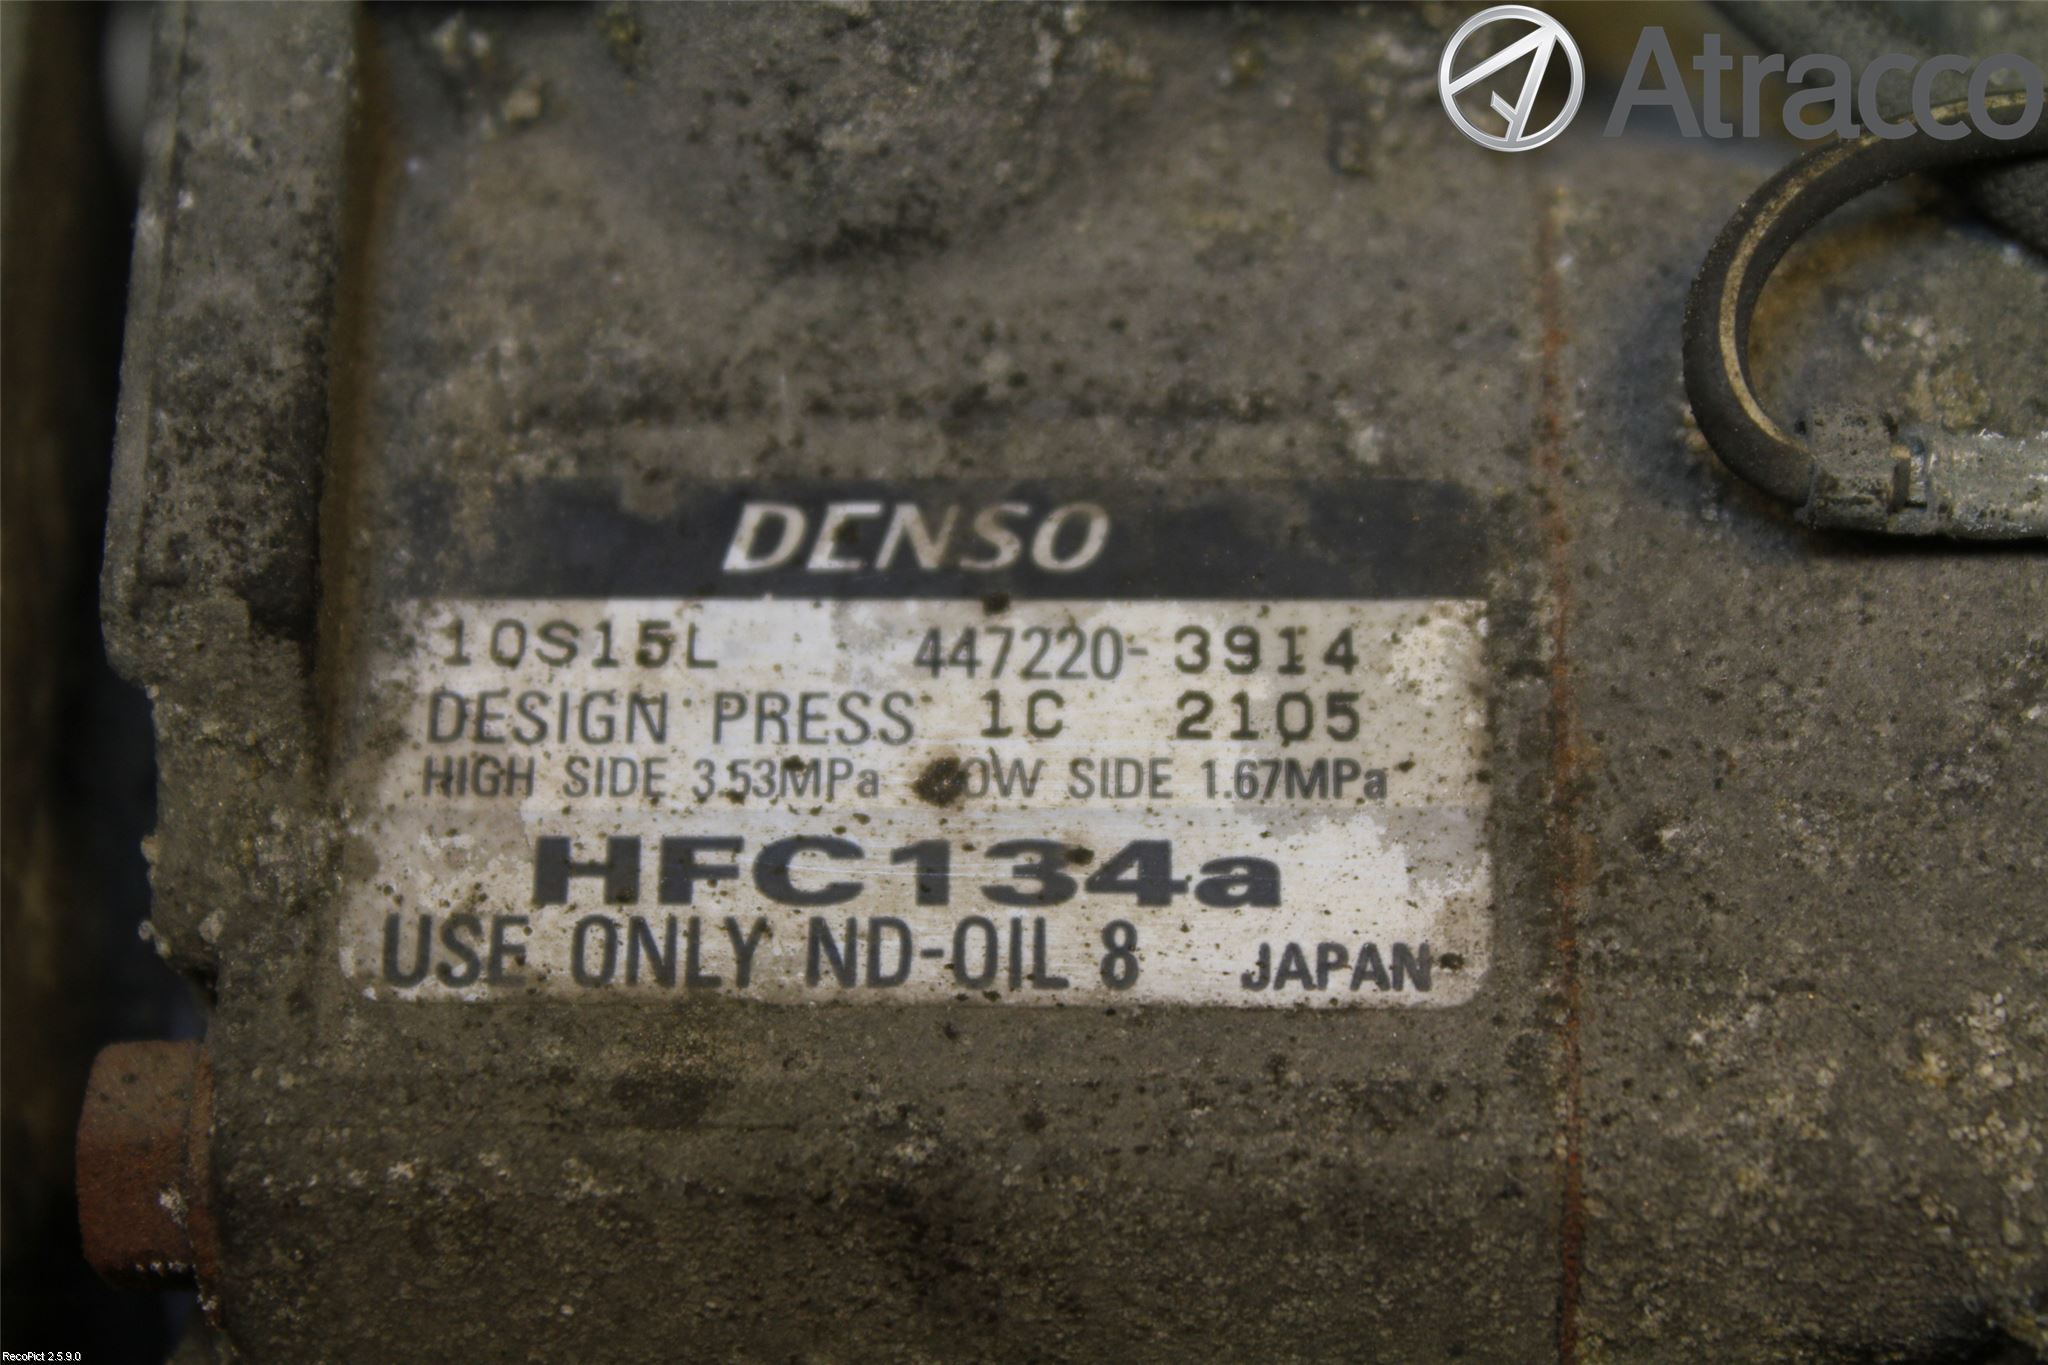 Atracco
DENSO
10S15L 447220-3914
DESIGN PRESS 1C 2105
HIGH SIDE 3.53MPa SIDE 1.67MPa
HFC134a
USE ONLY ND-OIL 8 JAPAN
RecoPict 2.5.9.0